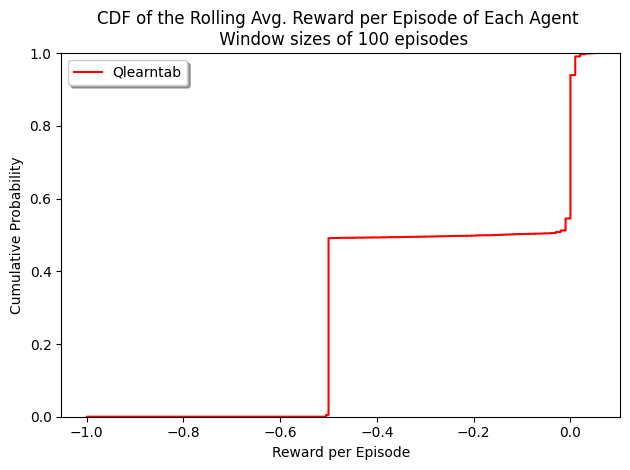 CDF of the Rolling Avg. Reward per Episode of Each Agent
Window sizes of 100 episodes
Qlearntab
Cumulative Probability
1.0
0.8
0.6
0.4
0.2
0.0
−1.0 −0.8 −0.6 −0.4 −0.2 0.0
Reward per Episode